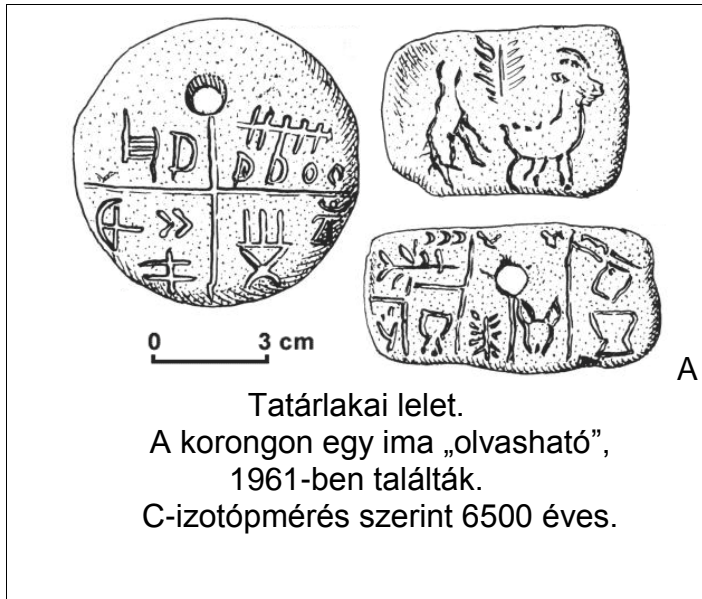 0 3 cm
A
Tatárlakai lelet.
A korongon egy ima „olvasható”,
1961-ben találták.
C-izotópmérés szerint 6500 éves.